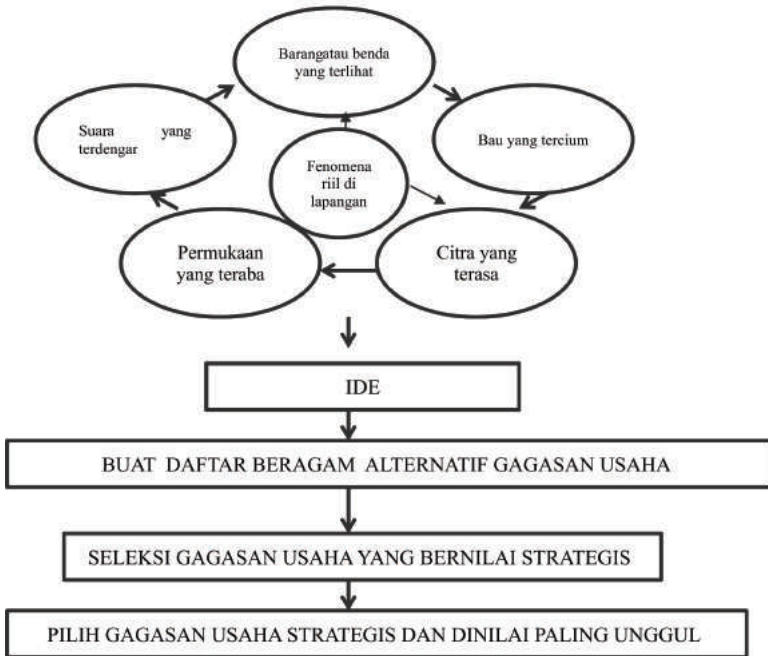 Barangatau benda
yang terlihat
Suara yang
terdengar
Bau yang tercium
Fenomena
riil di
lapangan
Permukaan
yang teraba
Citra yang
terasa
IDE
BUAT DAFTAR BERAGAM ALTERNATIF GAGASAN USAHA
SELEKSI GAGASAN USAHA YANG BERNILAI STRATEGIS
PILIH GAGASAN USAHA STRATEGIS DAN DINILAI PALING UNGGUL